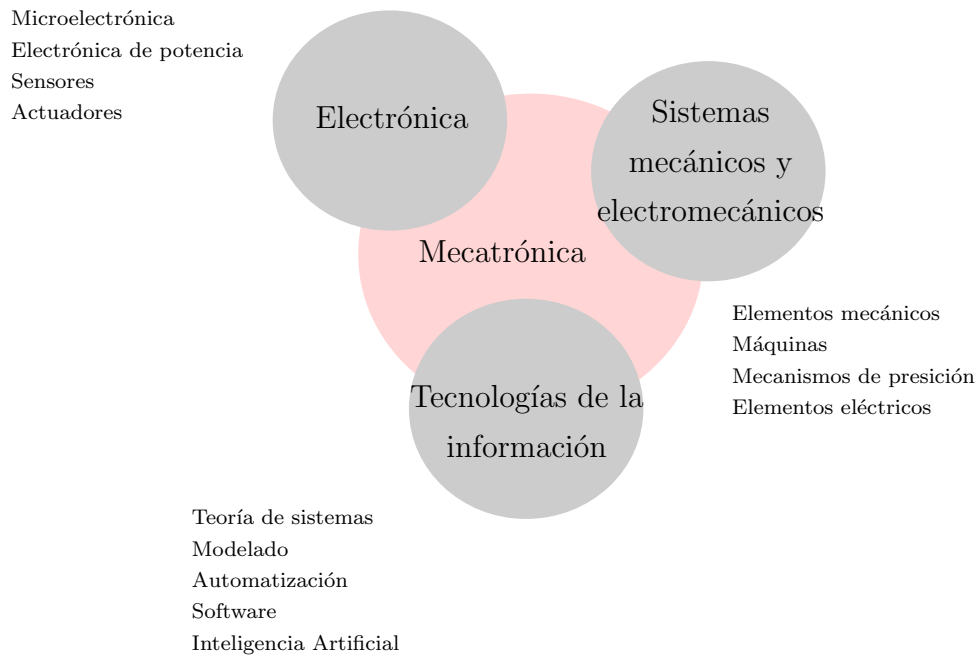 Microelectrónica
Electrónica de potencia
Sensores
Actuadores
Electrónica
Sistemas
mecánicos y
electromecánicos
Mecatrónica
Elementos mecánicos
Máquinas
Mecanismos de presición
Elementos eléctricos
Tecnologías de la
información
Teoría de sistemas
Modelado
Automatización
Software
Inteligencia Artificial